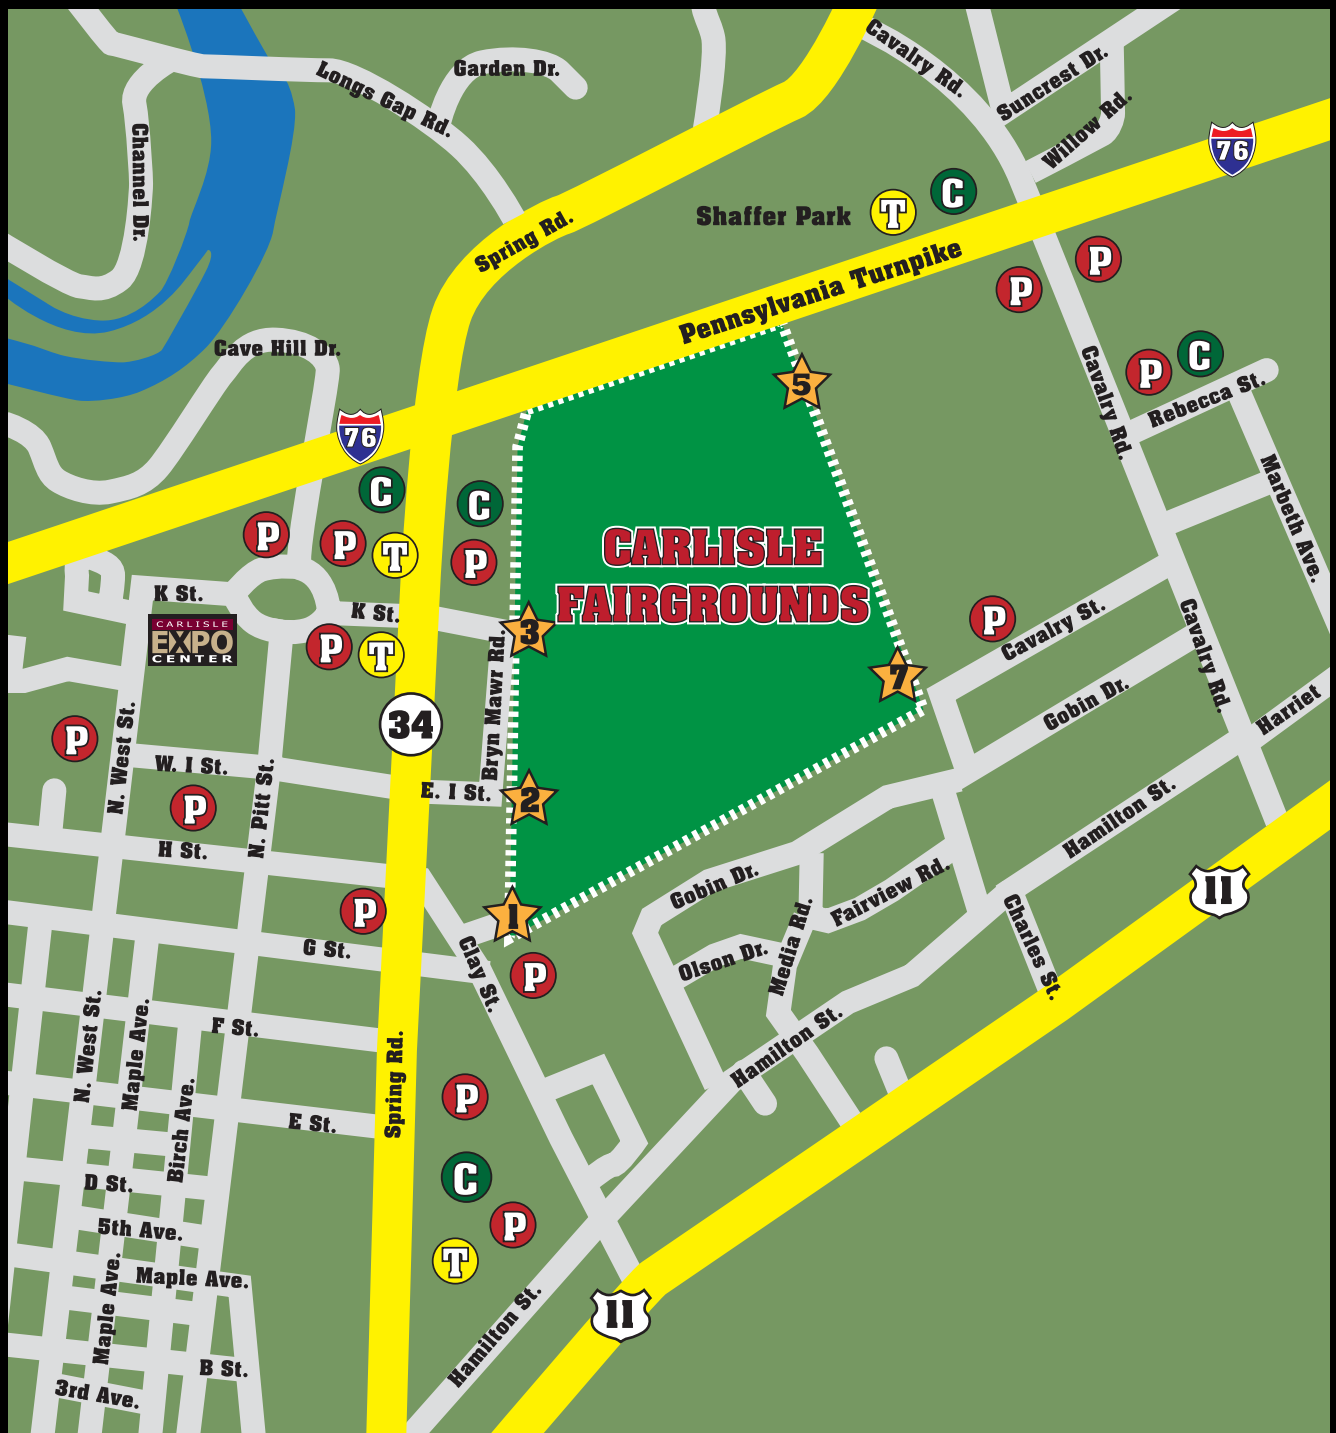 Cavalry Rd.
Garden Dr.
Longs Gap Rd.
Suncrest Dr.
Willow Rd.
Channel Dr.
76
C
Shaffer Park
T
Spring Rd.
Pennsylvania Turnpike
P
P
Cave Hill Dr.
C
P
Rebecca St.
Cavalry Rd.
5
76
C
C
Marbeth Ave.
P
P
T
P
CARLISLE
FAIRGROUNDS
K St.
K St.
CARLISLE
EXPO
CENTER
P
T
3
P
Cavalry St.
Cavalry Rd.
7
Bryn Mawr Rd.
Gobin Dr.
Harriet
34
P
N. West St.
W. I St.
N. Pitt St.
E. I St.
2
P
Hamilton St.
H St.
Gobin Dr.
Fairview Rd.
11
P
1
G St.
Clay St.
P
Olson Dr.
Media Rd.
Charles St.
N. West St.
Maple Ave.
F St.
Hamilton St.
Spring Rd.
P
Birch Ave.
E St.
D St.
C
5th Ave.
P
T
Maple Ave.
Maple Ave.
11
Hamilton St.
B St.
3rd Ave.